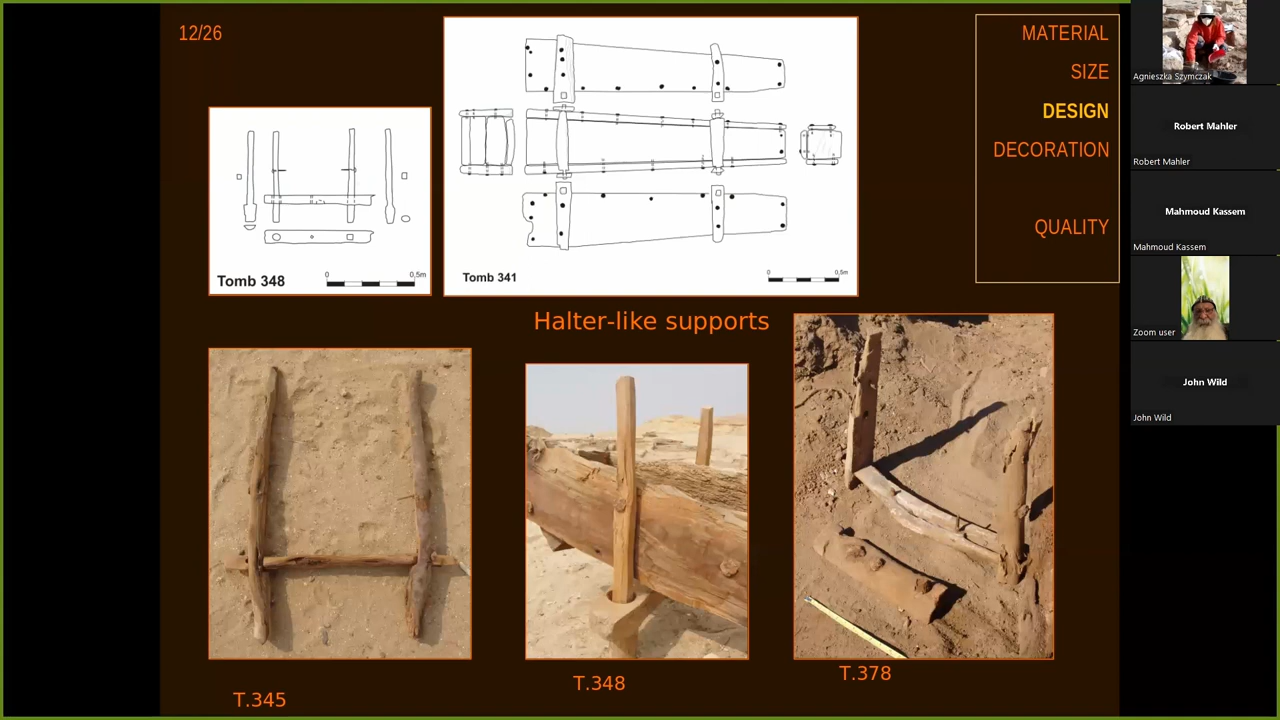 12/26
0
0,5m
Tomb 348
0
0,5m
Tomb 341
MATERIAL
SIZE
DESIGN
DECORATION
QUALITY
Halter-like supports
T.345
T.348
T.378
Agnieszka Szymczak
Robert Mahler
Robert Mahler
Mahmoud Kassem
Mahmoud Kassem
Zoom user
John Wild
John Wild